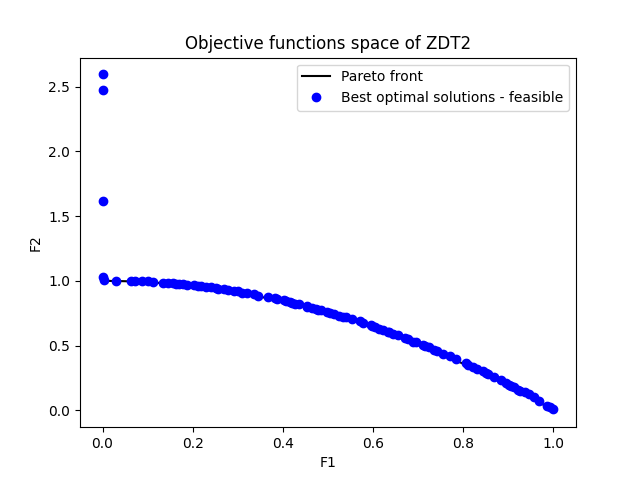 Objective functions space of ZDT2
Pareto front
Best optimal solutions - feasible
2.5
2.0
1.5
1.0
0.5
0.0
F2
0.0 0.2 0.4 0.6 0.8 1.0
F1